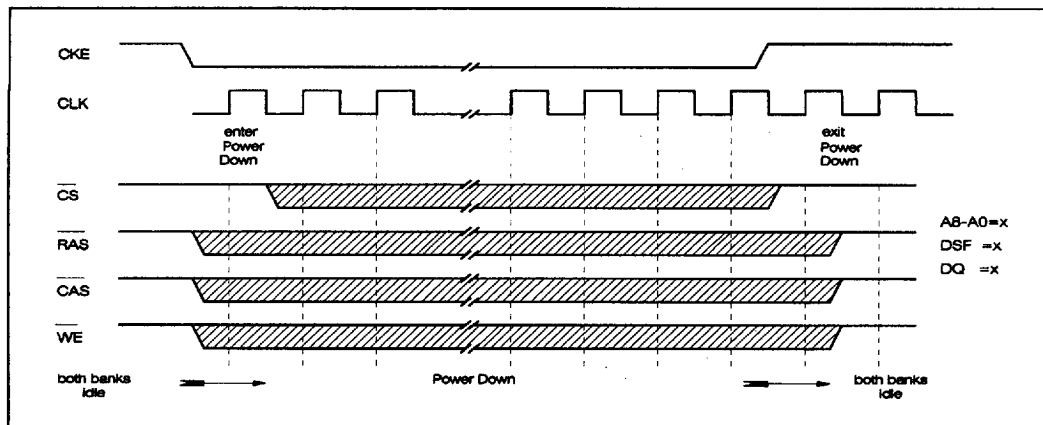 CKE
CLK
enter
Power
Down
exit
Power
Down
CS
RAS
CAS
WE
A8-A0=x
DSF =x
DQ =x
both banks
idle
Power Down
both banks
idle